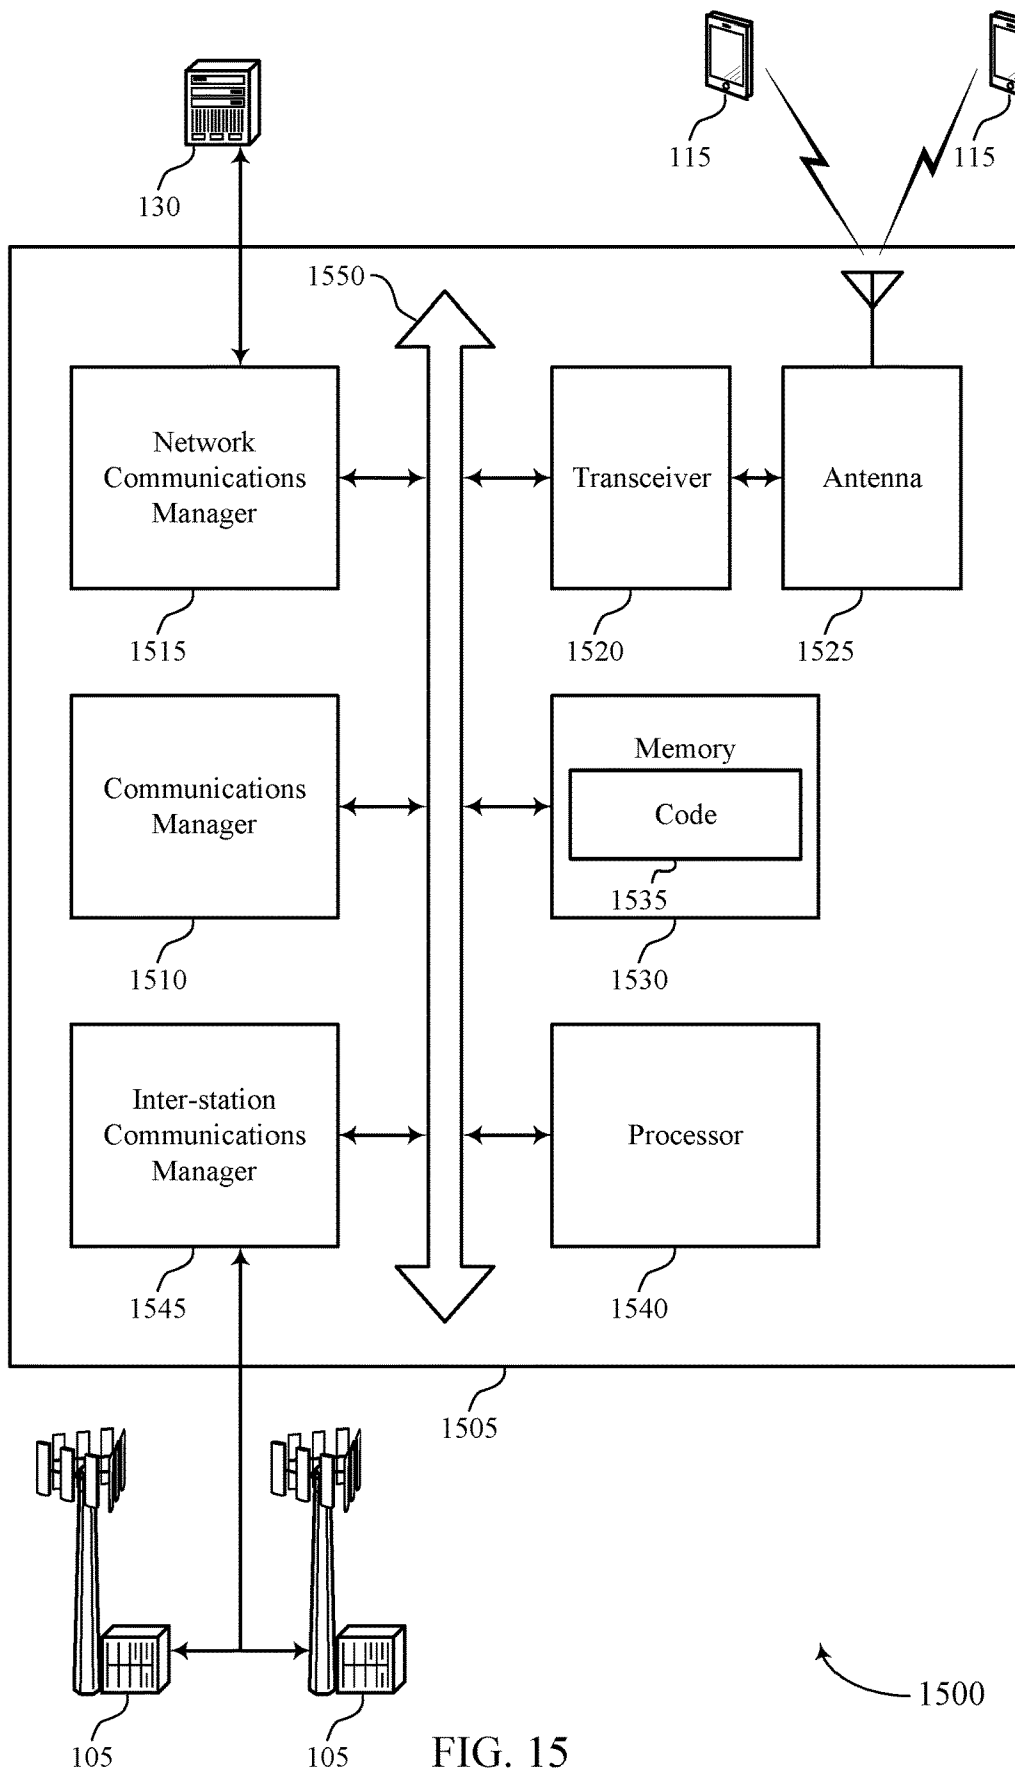 115
115
130
1550
Network
Communications
Manager
Transceiver
Antenna
1515
1520
1525
Communications
Manager
Memory
Code
1535
1510
1530
Inter-station
Communications
Manager
Processor
1545
1540
1505
1500
105
105
FIG. 15